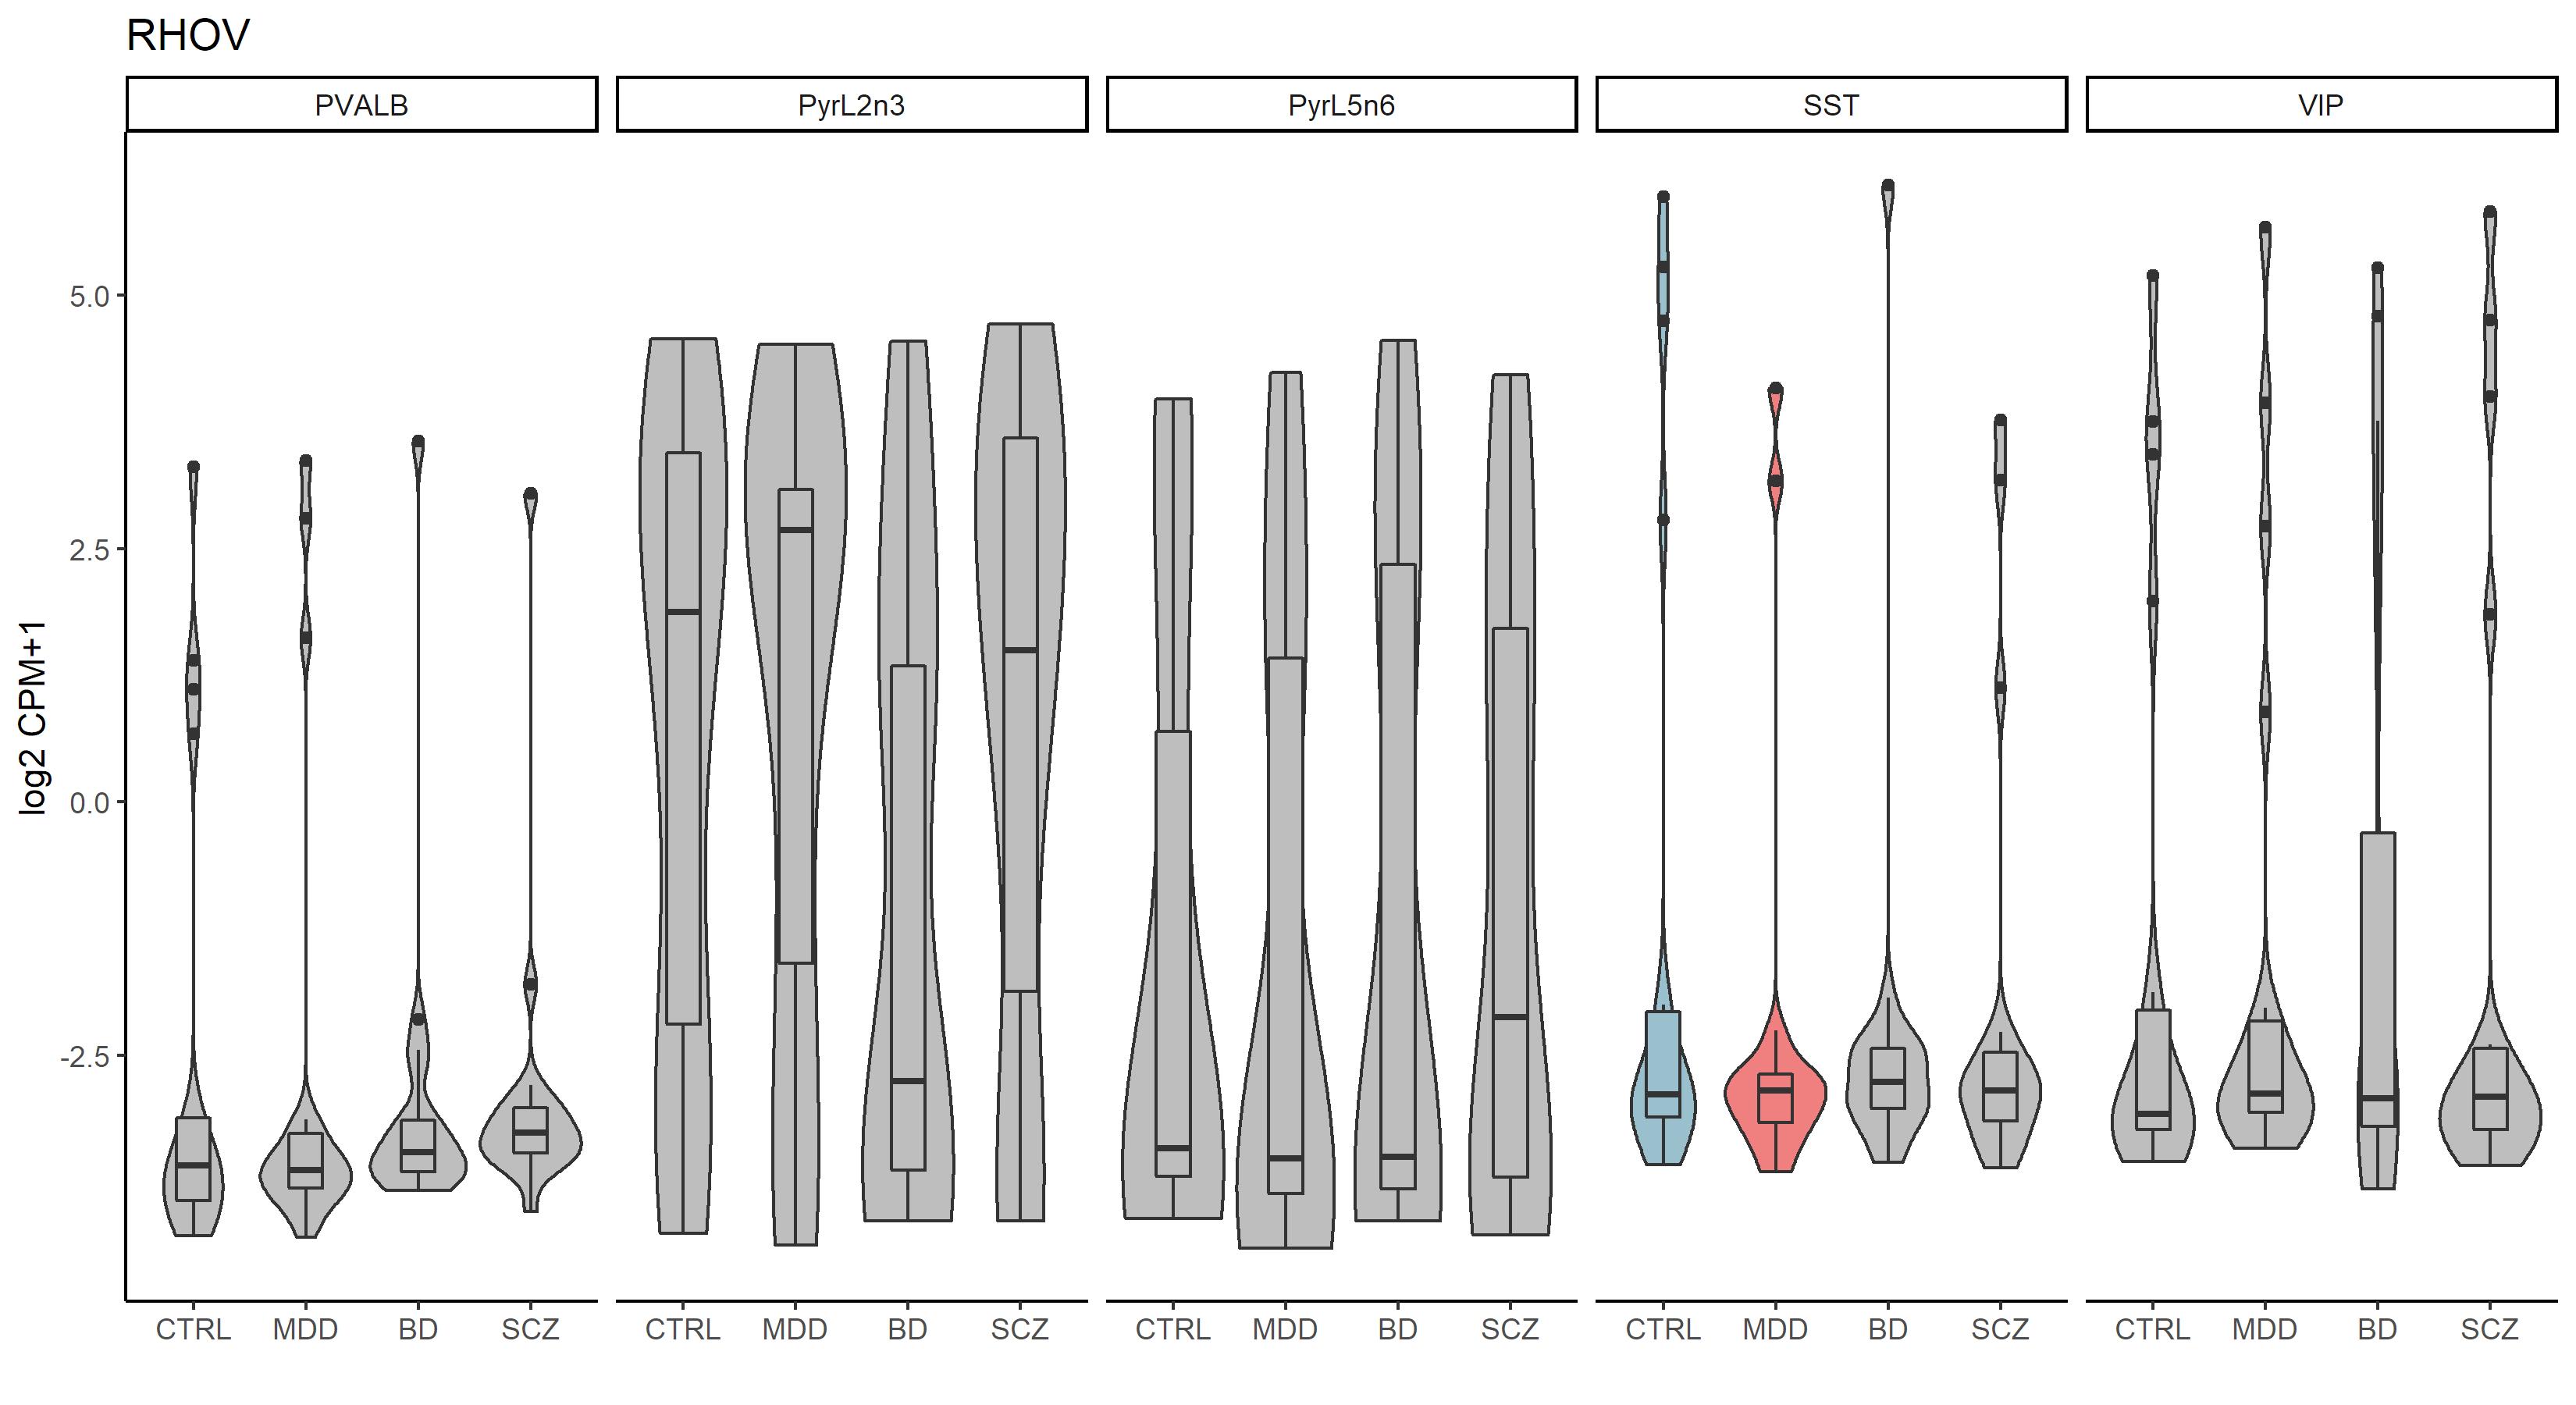 RHOV
PVALB PyrL2n3 PyrL5n6 SST VIP
log2 CPM+1
5.0
2.5
0.0
-2.5
CTRL MDD BD SCZ CTRL MDD BD SCZ CTRL MDD BD SCZ CTRL MDD BD SCZ CTRL MDD BD SCZ